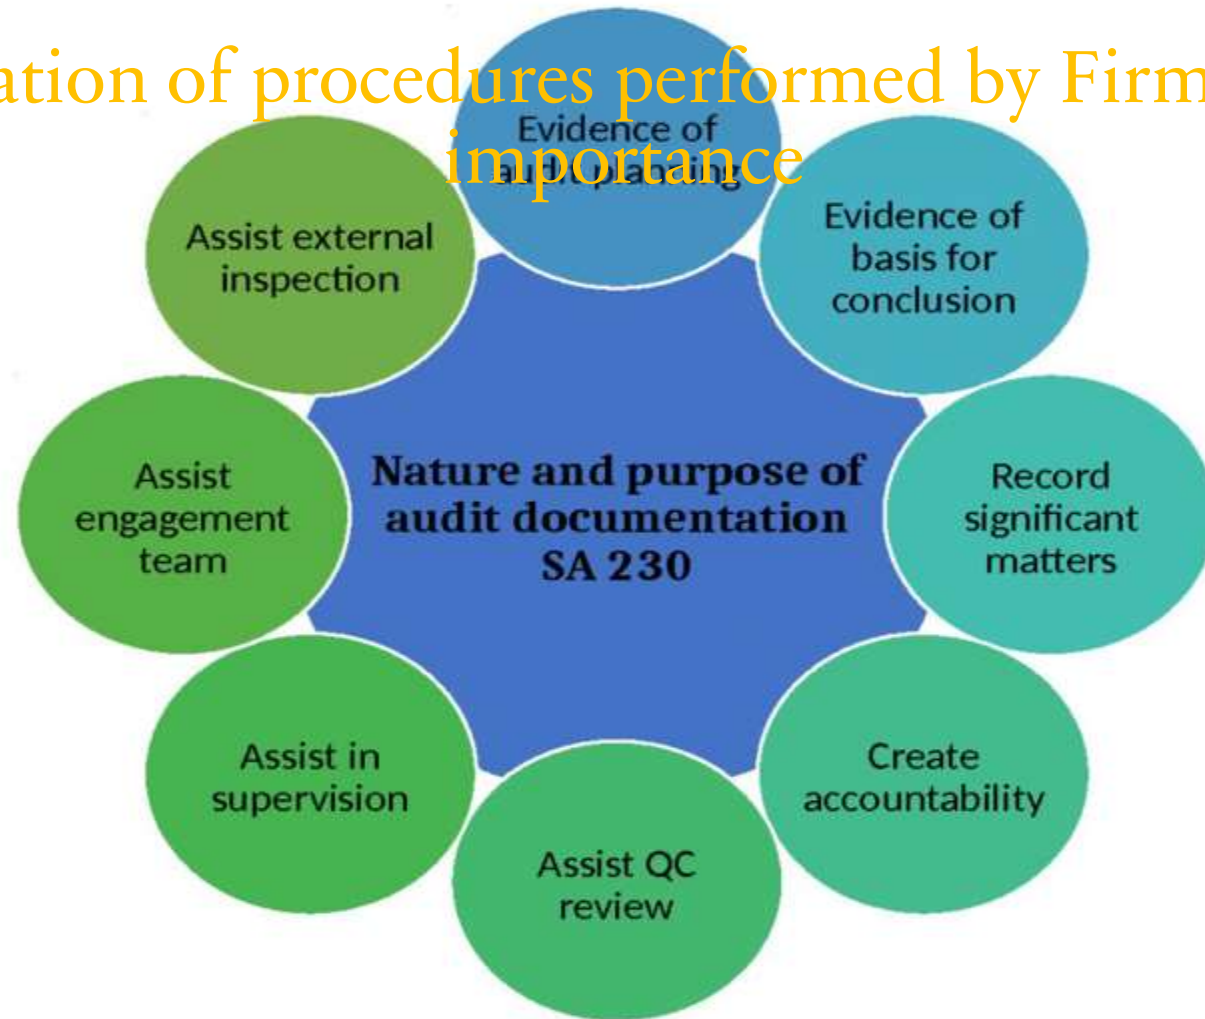 ation of procedures performed by Firm
importance
Evidence of
audit planning
Evidence of
basis for
conclusion
Record
significant
matters
Create
accountability
Assist QC
review
Assist in
supervision
Assist
engagement
team
Assist external
inspection
Nature and purpose of
audit documentation
SA 230